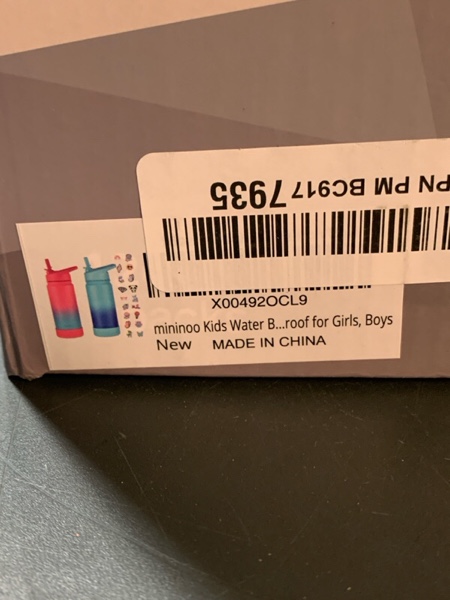 PN PM BC917 7935
X00492OCL9
mininoo Kids Water B...roof for Girls, Boys
New MADE IN CHINA